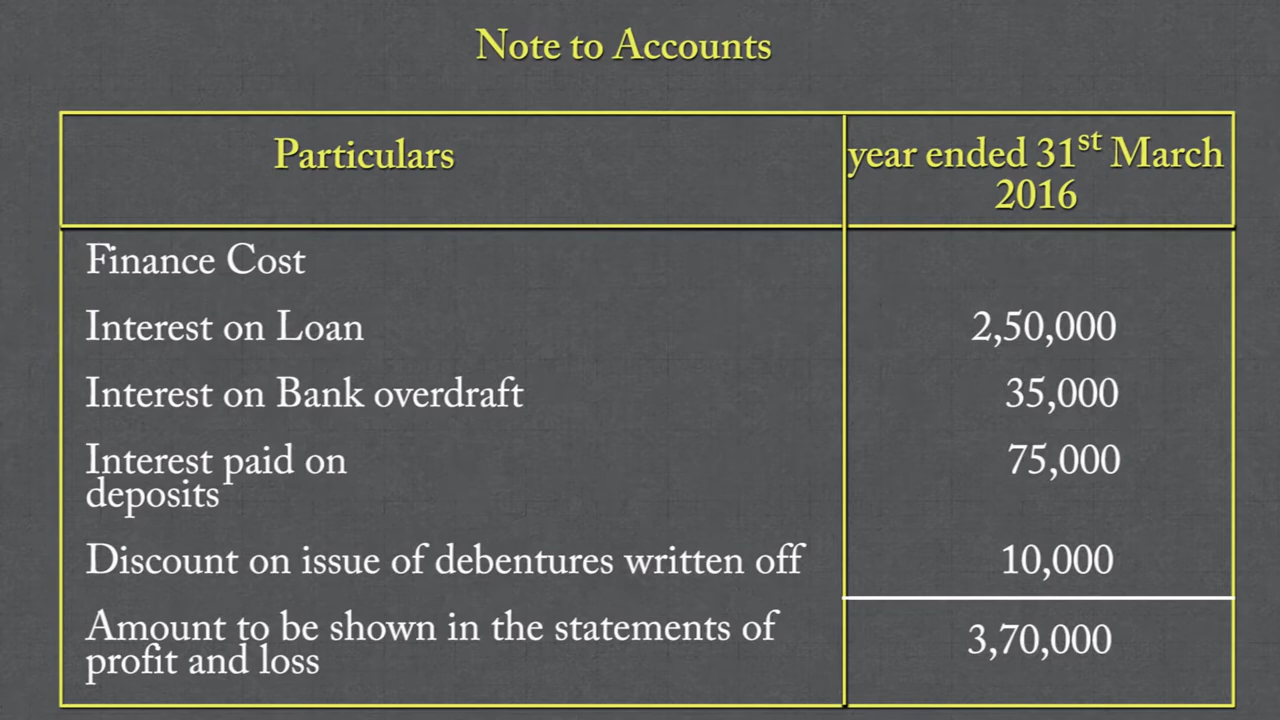 Note to Accounts
Particulars
year ended 31st March
2016
Finance Cost
Interest on Loan 2,50,000
Interest on Bank overdraft 35,000
Interest paid on 75,000
deposits
Discount on issue of debentures written off 10,000
Amount to be shown in the statements of
profit and loss 3,70,000